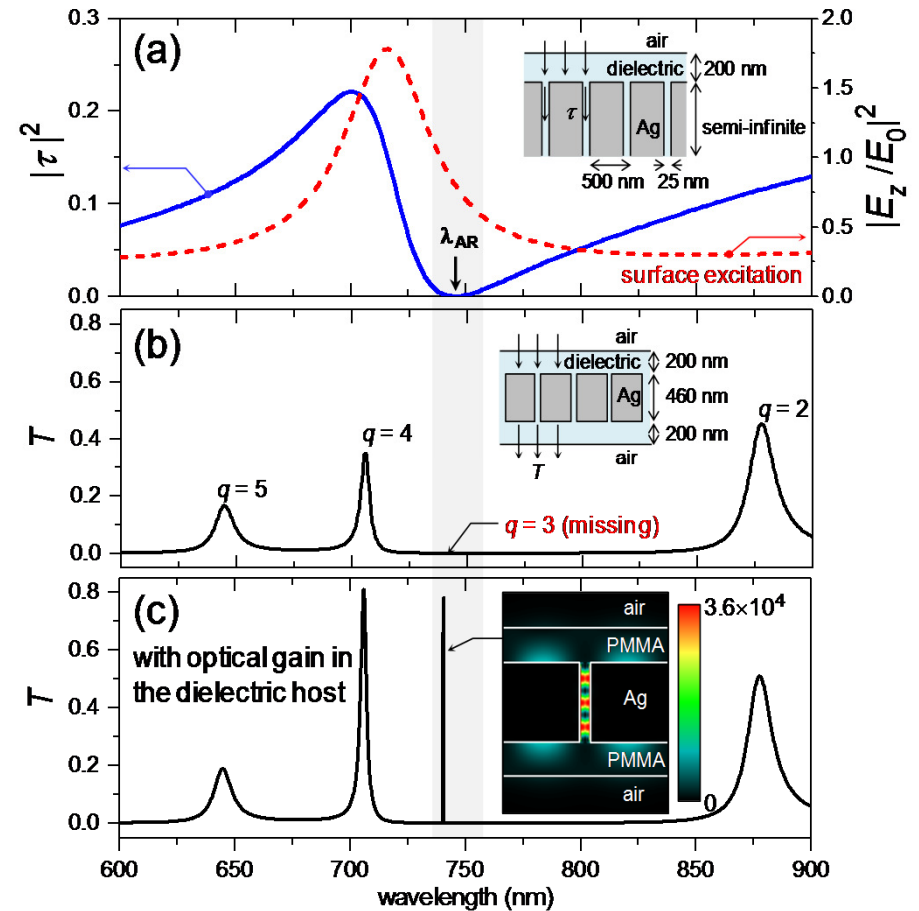 (a)
0.3
0.2
0.1
0.0
|τ|²
2.0
1.5
1.0
0.5
0.0
|E_z/E_0|²
air
dielectric
200 nm
τ
Ag
semi-infinite
500 nm
25 nm
λ_AR
surface excitation
(b)
0.8
0.6
0.4
0.2
0.0
T
q = 5
q = 4
q = 3 (missing)
q = 2
air
dielectric
200 nm
Ag
460 nm
200 nm
air
T
(c)
with optical gain in
the dielectric host
0.8
0.6
0.4
0.2
0.0
T
air
PMMA
Ag
PMMA
air
3.6×10⁴
0
600
650
700
750
800
850
900
wavelength (nm)